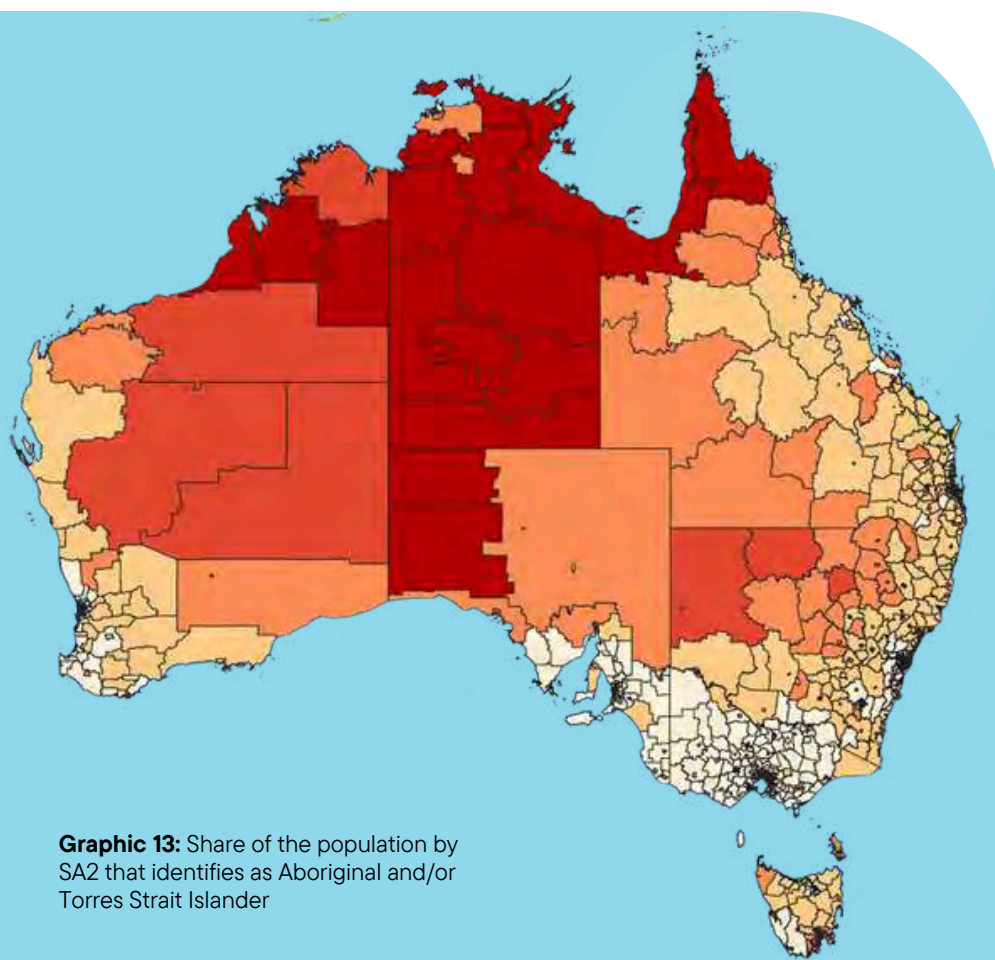 Graphic 13: Share of the population by
SA2 that identifies as Aboriginal and/or
Torres Strait Islander